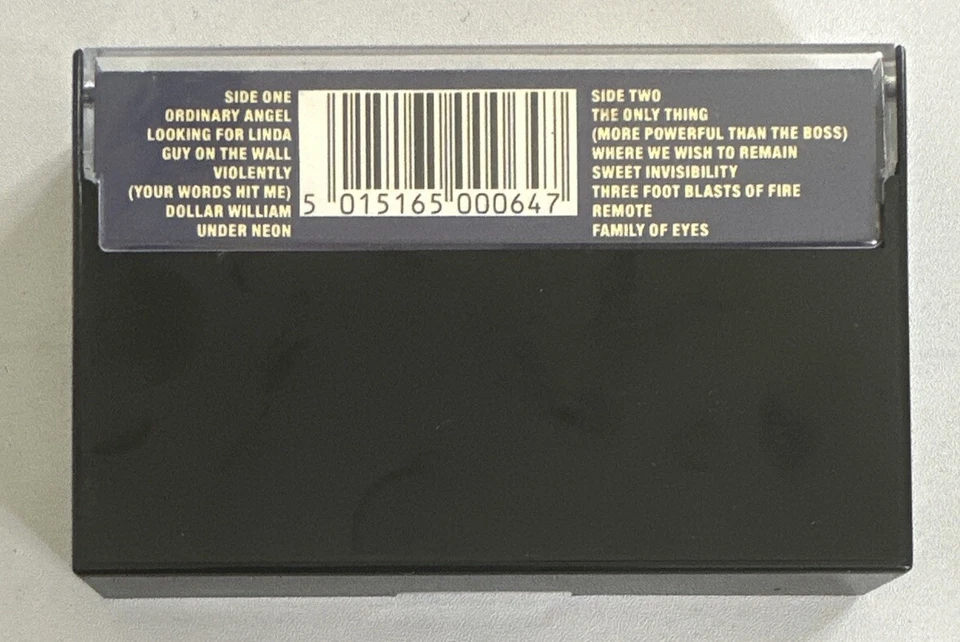 SIDE ONE
ORDINARY ANGEL
LOOKING FOR LINDA
GUY ON THE WALL
VIOLENTLY
(YOUR WORDS HIT ME)
DOLLAR WILLIAM
UNDER NEON
5 015165 000647
SIDE TWO
THE ONLY THING
(MORE POWERFUL THAN THE BOSS)
WHERE WE WISH TO REMAIN
SWEET INVISIBILITY
THREE FOOT BLASTS OF FIRE
REMOTE
FAMILY OF EYES